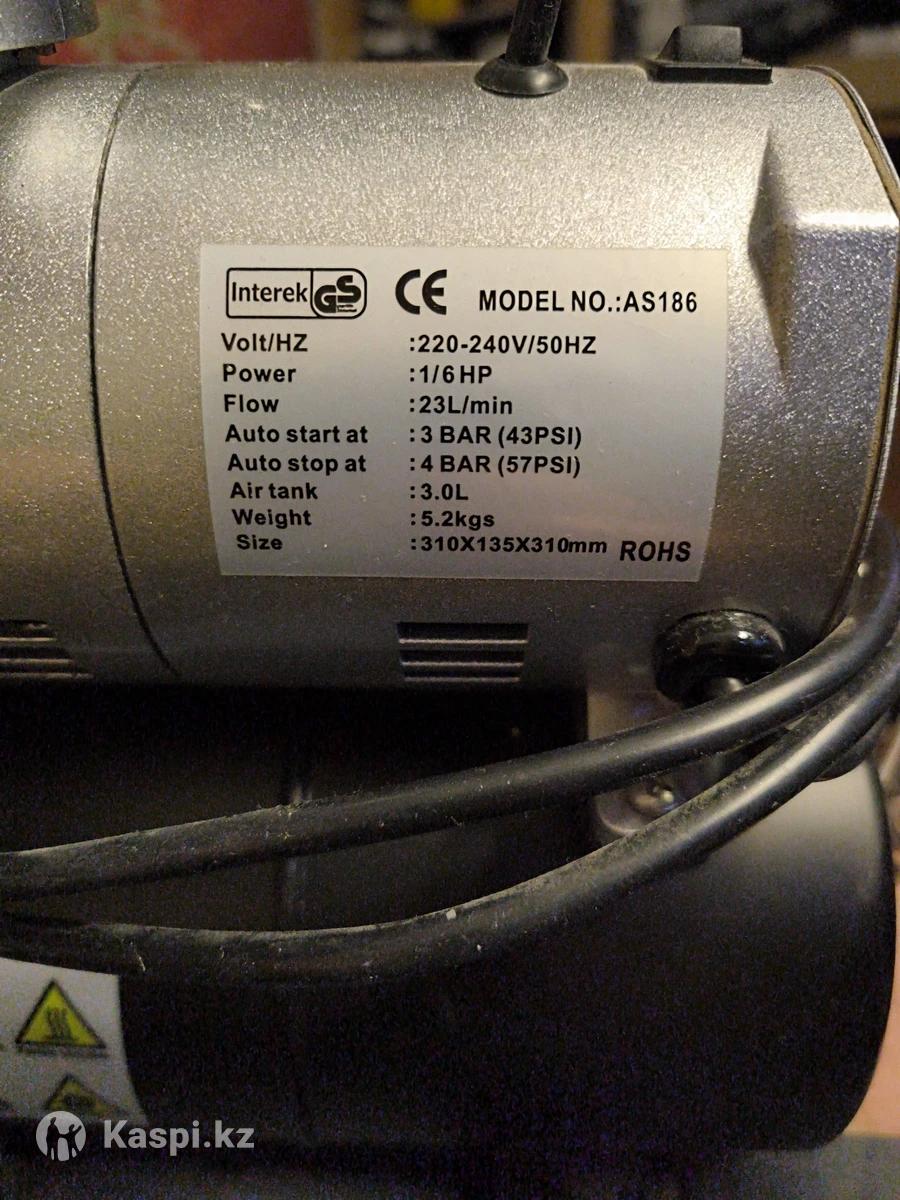 Interek GS CE MODEL NO.:AS186
Volt/HZ :220-240V/50HZ
Power :1/6 HP
Flow :23L/min
Auto start at :3 BAR (43PSI)
Auto stop at :4 BAR (57PSI)
Air tank :3.0L
Weight :5.2kgs
Size :310X135X310mm ROHS
Kaspi.kz